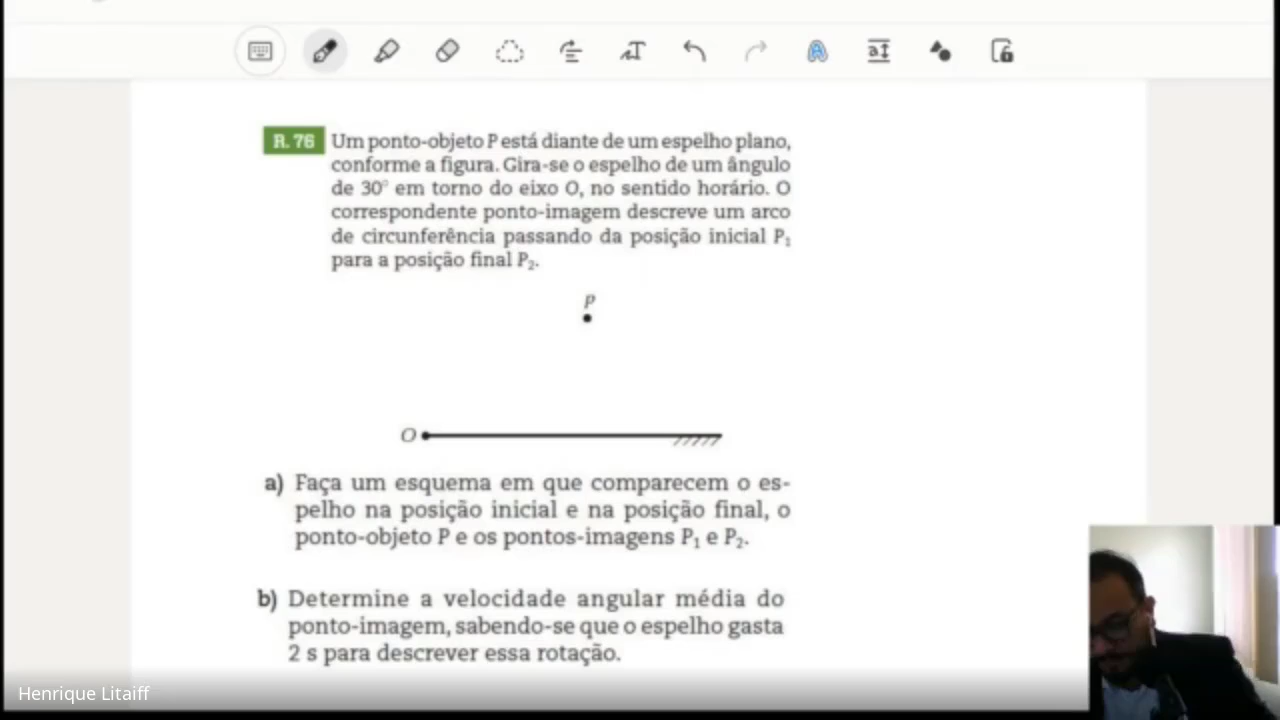 R. 76 Um ponto-objeto P está diante de um espelho plano,
conforme a figura. Gira-se o espelho de um ângulo
de 30° em torno do eixo O, no sentido horário. O
correspondente ponto-imagem descreve um arco
de circunferência passando da posição inicial P₁
para a posição final P₂.
P
O
a) Faça um esquema em que comparecem o es-
pelho na posição inicial e na posição final, o
ponto-objeto P e os pontos-imagens P₁ e P₂.
b) Determine a velocidade angular média do
ponto-imagem, sabendo-se que o espelho gasta
2 s para descrever essa rotação.
Henrique Litaiff